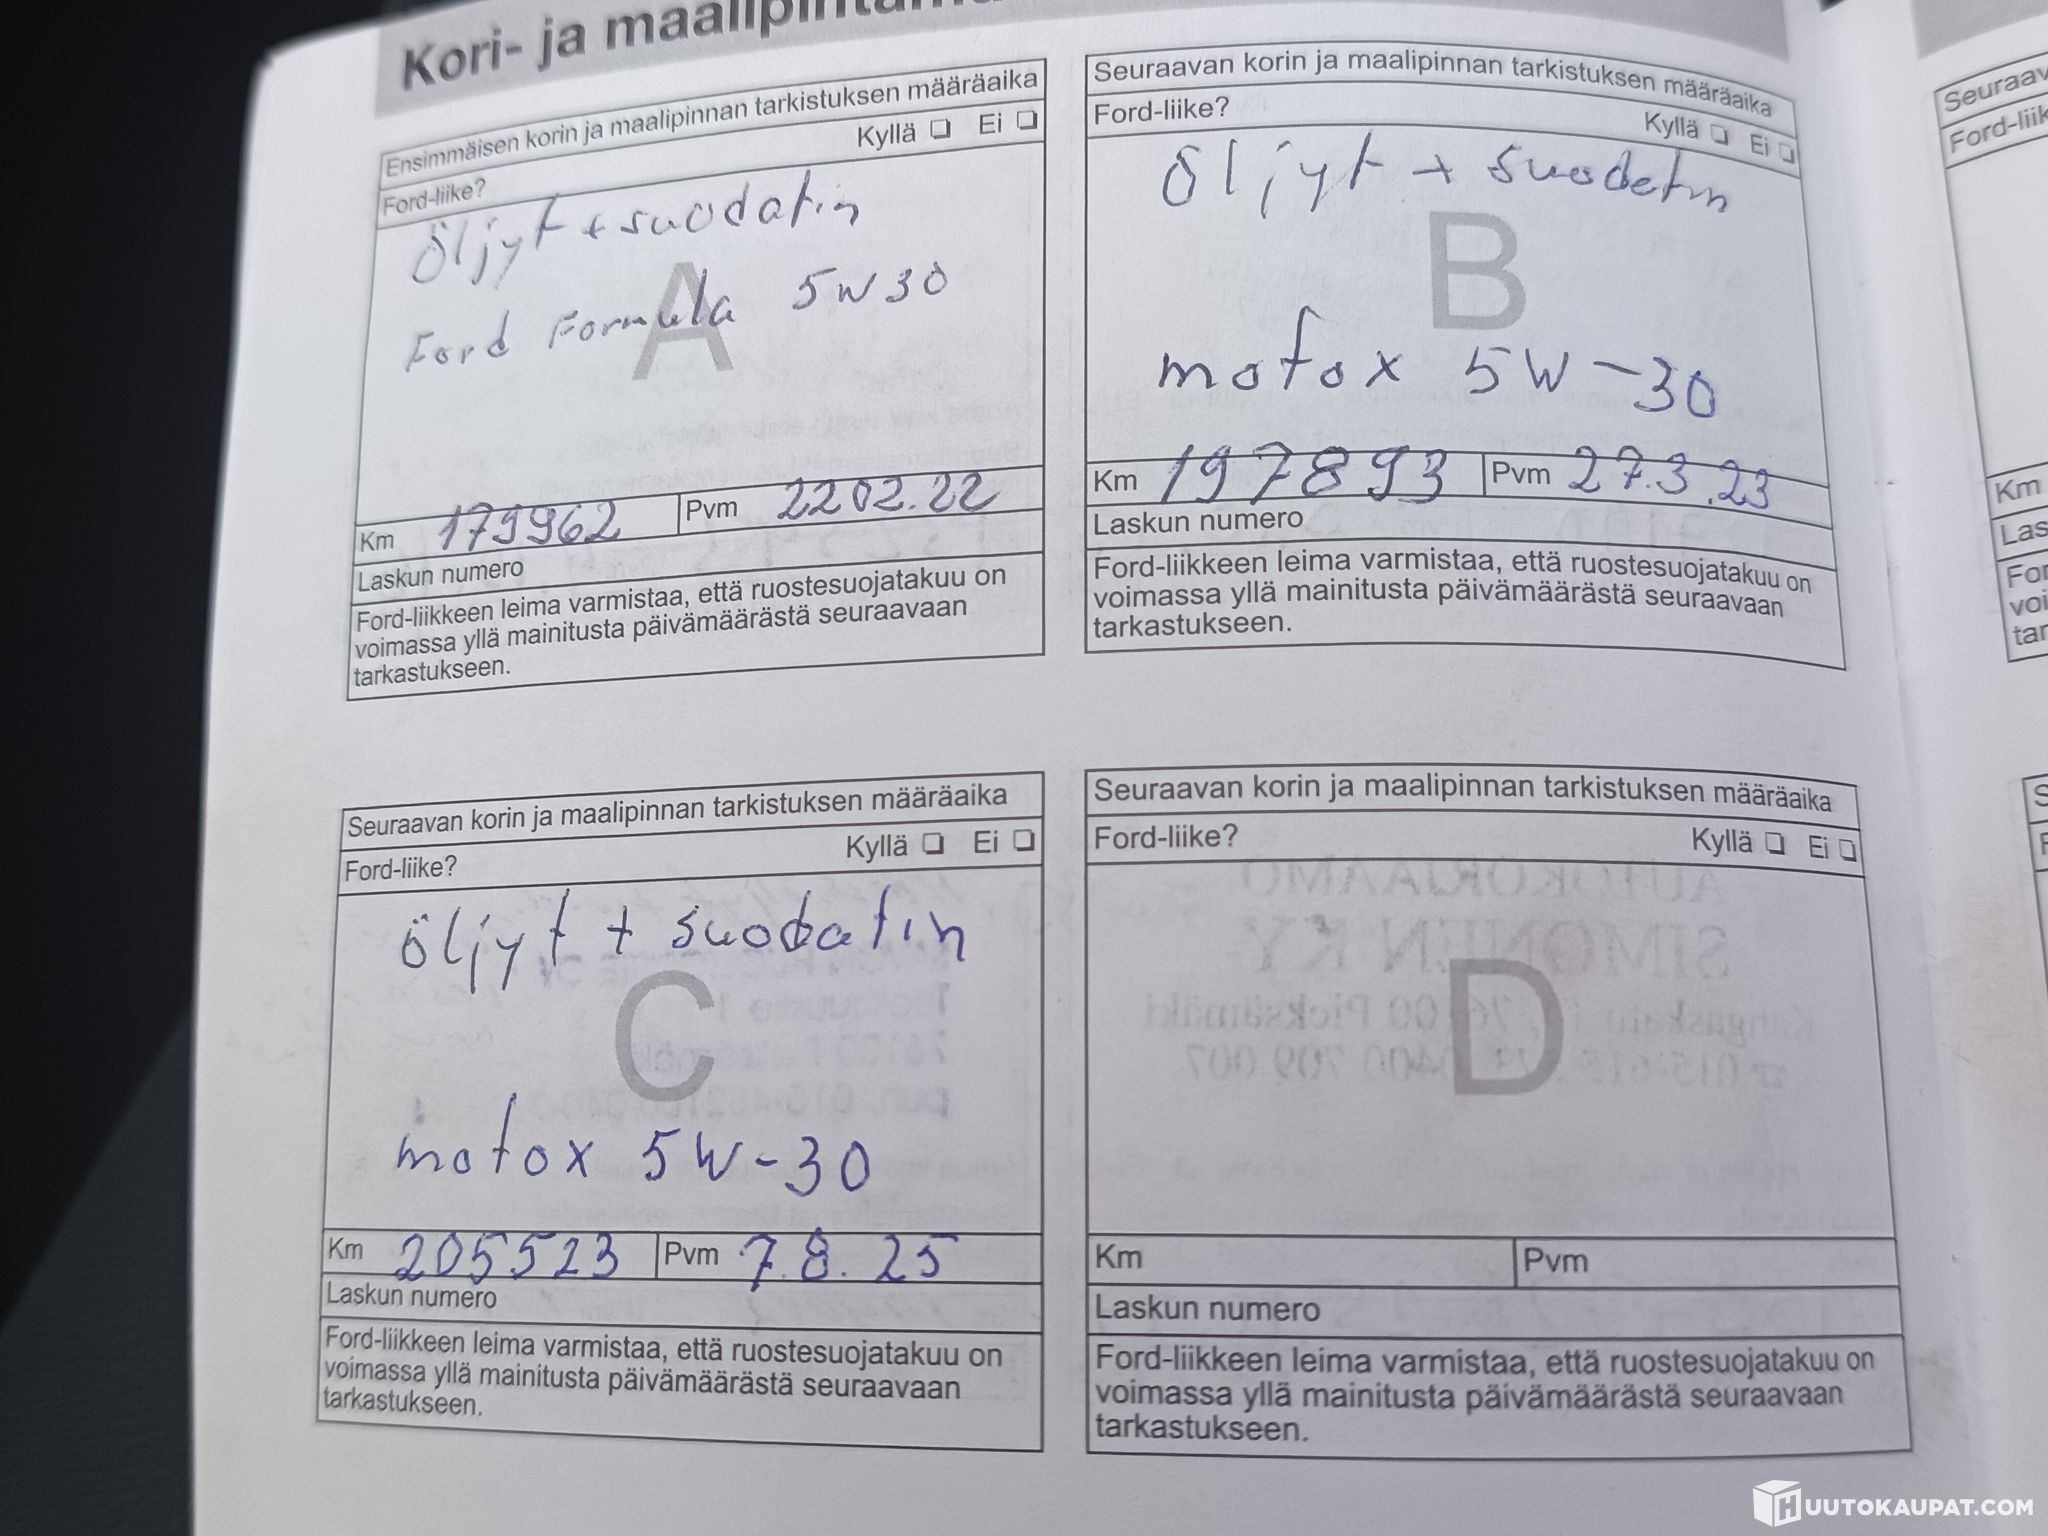 Kori- ja
Ensimmäisen korin ja maalipinnan tarkistuksen määräaika
Ford-liike? Kyllä ❏ Ei ❏
Öljyt + suodatin
A
Ford Formula 5W30
Km 179962 Pvm 2202.22
Laskun numero
Ford-liikkeen leima varmistaa, että ruostesuojatakuu on
voimassa yllä mainitusta päivämäärästä seuraavaan
tarkastukseen.
Seuraavan korin ja maalipinnan tarkistuksen määräaika
Ford-liike? Kyllä ❏ Ei ❏
Öljyt + suodatin
B
motox 5W-30
Km 197893 Pvm 27.3.23
Laskun numero
Ford-liikkeen leima varmistaa, että ruostesuojatakuu on
voimassa yllä mainitusta päivämäärästä seuraavaan
tarkastukseen.
Seuraavan korin ja maalipinnan tarkistuksen määräaika
Ford-liike? Kyllä ❏ Ei ❏
öljyt + suodatin
C
motox 5W-30
Km 205523 Pvm 7.8.25
Laskun numero
Ford-liikkeen leima varmistaa, että ruostesuojatakuu on
voimassa yllä mainitusta päivämäärästä seuraavaan
tarkastukseen.
Seuraavan korin ja maalipinnan tarkistuksen määräaika
Ford-liike? Kyllä ❏ Ei ❏
D
Km Pvm
Laskun numero
Ford-liikkeen leima varmistaa, että ruostesuojatakuu on
voimassa yllä mainitusta päivämäärästä seuraavaan
tarkastukseen.
Km
HUUTOKAUPAT.COM